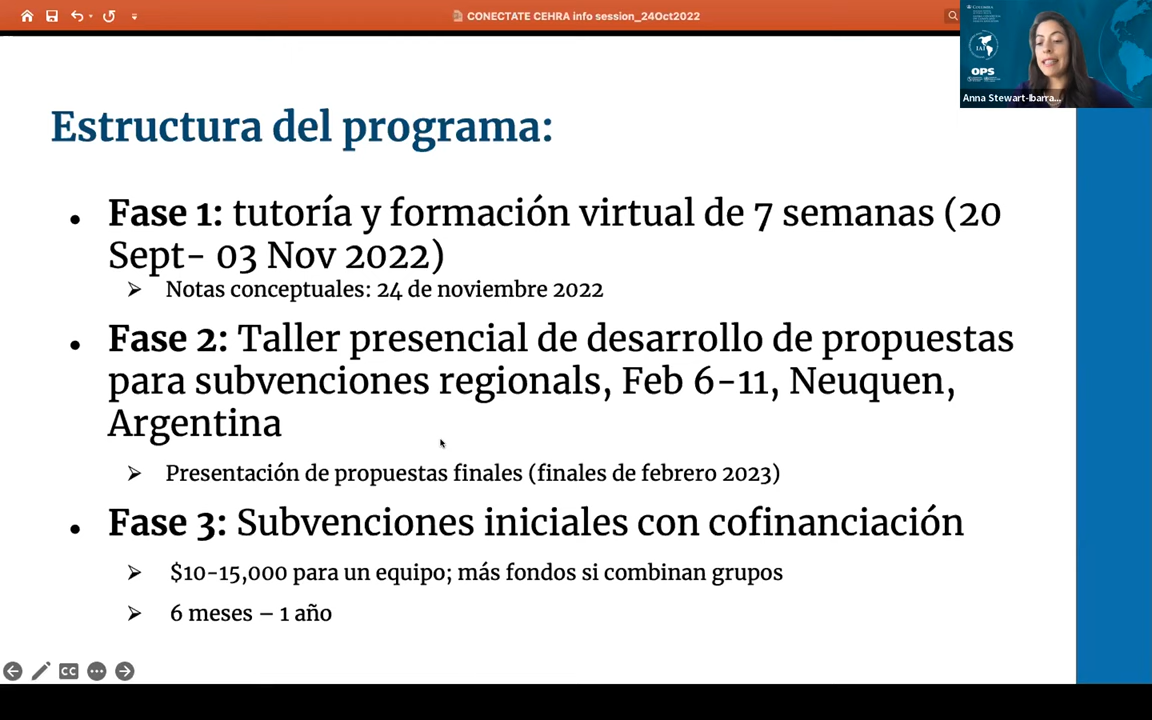 CONECTATE CEHRA info session_24Oct2022
IAI
OPS
Anna Stewart-Ibarra...
Estructura del programa:
• Fase 1: tutoría y formación virtual de 7 semanas (20
Sept- 03 Nov 2022)
➢ Notas conceptuales: 24 de noviembre 2022
• Fase 2: Taller presencial de desarrollo de propuestas
para subvenciones regionals, Feb 6-11, Neuquen,
Argentina
➢ Presentación de propuestas finales (finales de febrero 2023)
• Fase 3: Subvenciones iniciales con cofinanciación
➢ $10-15,000 para un equipo; más fondos si combinan grupos
➢ 6 meses – 1 año
CC